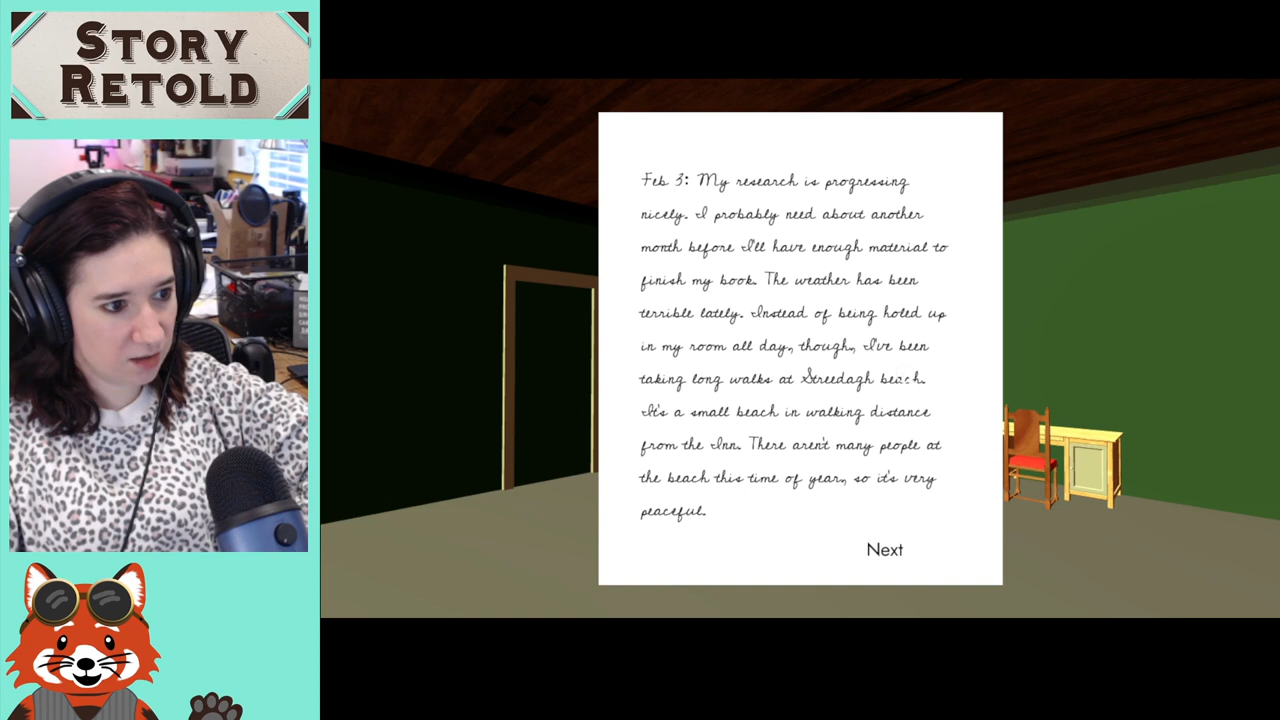 STORY
RETOLD
Feb 3: My research is progressing
nicely. I probably need about another
month before I'll have enough material to
finish my book. The weather has been
terrible lately. Instead of being holed up
in my room all day, though, I've been
taking long walks at Streedagh beach.
It's a small beach in walking distance
from the Inn. There aren't many people at
the beach this time of year, so it's very
peaceful.
Next